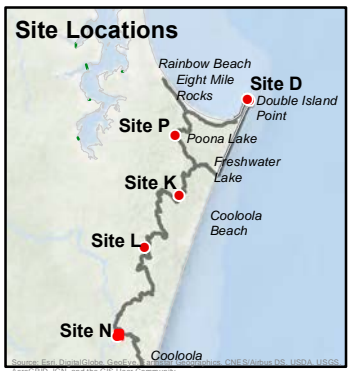 Site Locations
Rainbow Beach
Eight Mile
Rocks
Site D
Double Island
Point
Site P
Poona Lake
Freshwater
Lake
Site K
Cooloola
Beach
Site L
Site N
Cooloola
Source: Esri, DigitalGlobe, GeoEye, Earthstar Geographics, CNES/Airbus DS, USDA, USGS,
AeroGRID, IGN, and the GIS User Community